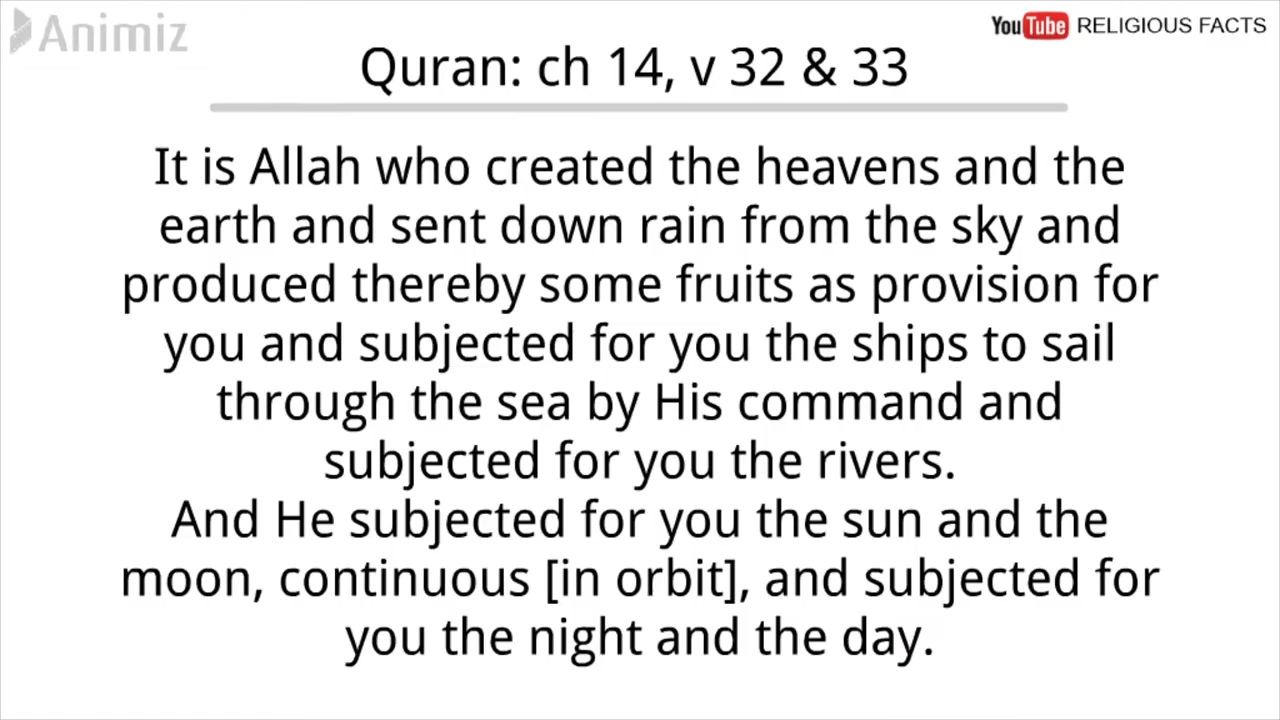 Animiz
YouTube RELIGIOUS FACTS
Quran: ch 14, v 32 & 33
It is Allah who created the heavens and the
earth and sent down rain from the sky and
produced thereby some fruits as provision for
you and subjected for you the ships to sail
through the sea by His command and
subjected for you the rivers.
And He subjected for you the sun and the
moon, continuous [in orbit], and subjected for
you the night and the day.